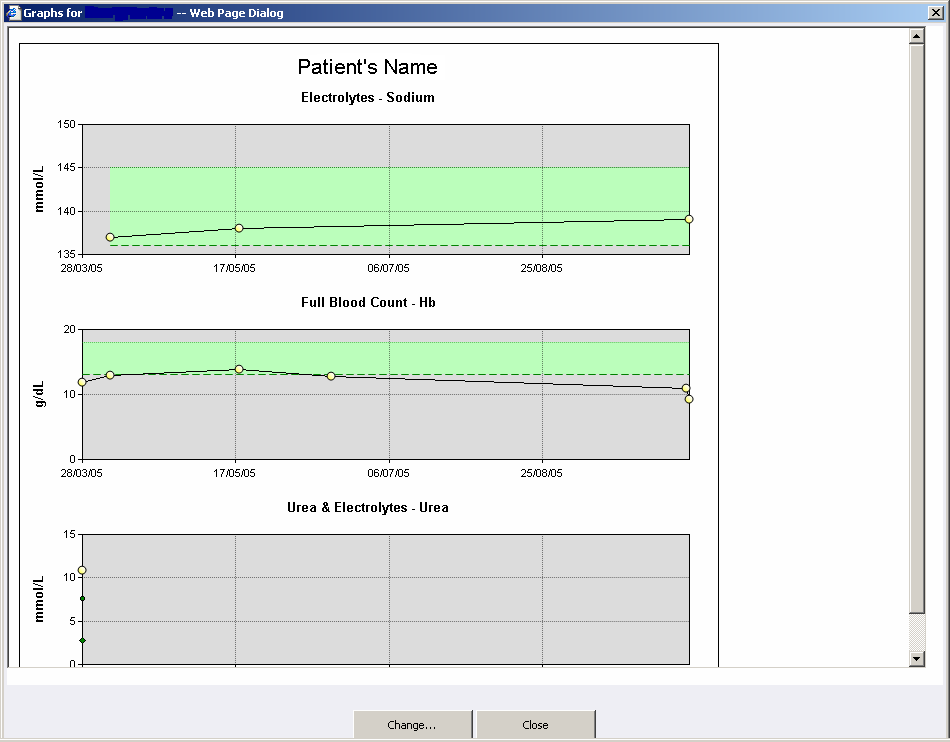 Graphs for -- Web Page Dialog
Patient's Name
Electrolytes - Sodium
150
145
140
135
mmol/L
28/03/05 17/05/05 06/07/05 25/08/05
Full Blood Count - Hb
20
10
0
g/dL
28/03/05 17/05/05 06/07/05 25/08/05
Urea & Electrolytes - Urea
15
10
5
0
mmol/L
Change... Close